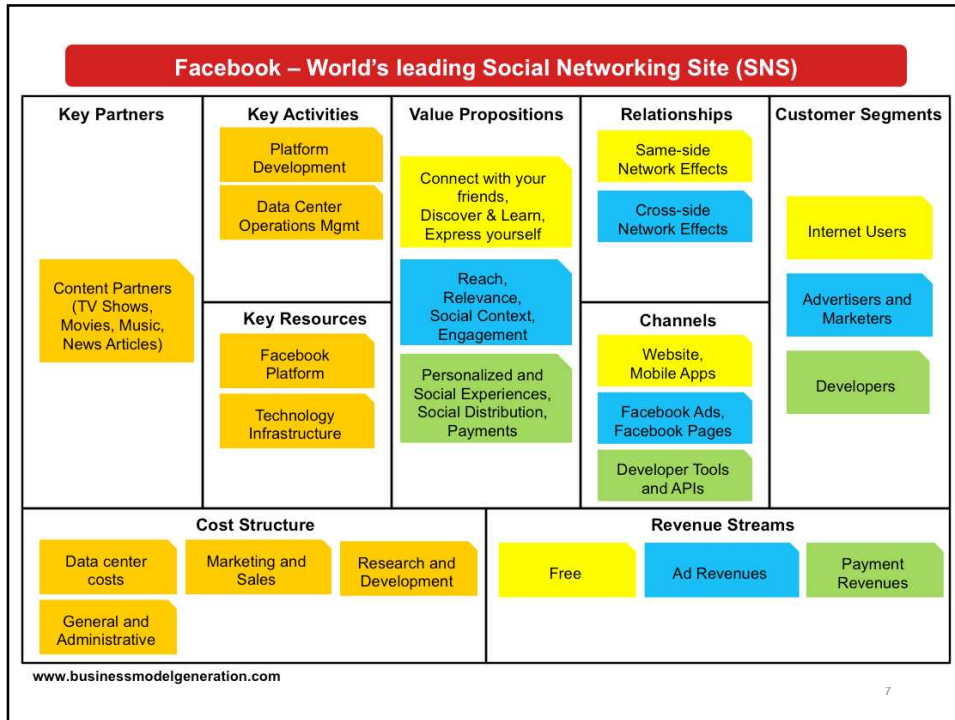 Facebook – World's leading Social Networking Site (SNS)
Key Partners
Content Partners
(TV Shows,
Movies, Music,
News Articles)
Key Activities
Platform
Development
Data Center
Operations Mgmt
Key Resources
Facebook
Platform
Technology
Infrastructure
Value Propositions
Connect with your
friends,
Discover & Learn,
Express yourself
Reach,
Relevance,
Social Context,
Engagement
Personalized and
Social Experiences,
Social Distribution,
Payments
Relationships
Same-side
Network Effects
Cross-side
Network Effects
Channels
Website,
Mobile Apps
Facebook Ads,
Facebook Pages
Developer Tools
and APIs
Customer Segments
Internet Users
Advertisers and
Marketers
Developers
Cost Structure
Data center
costs
Marketing and
Sales
Research and
Development
General and
Administrative
Revenue Streams
Free
Ad Revenues
Payment
Revenues
www.businessmodelgeneration.com
7